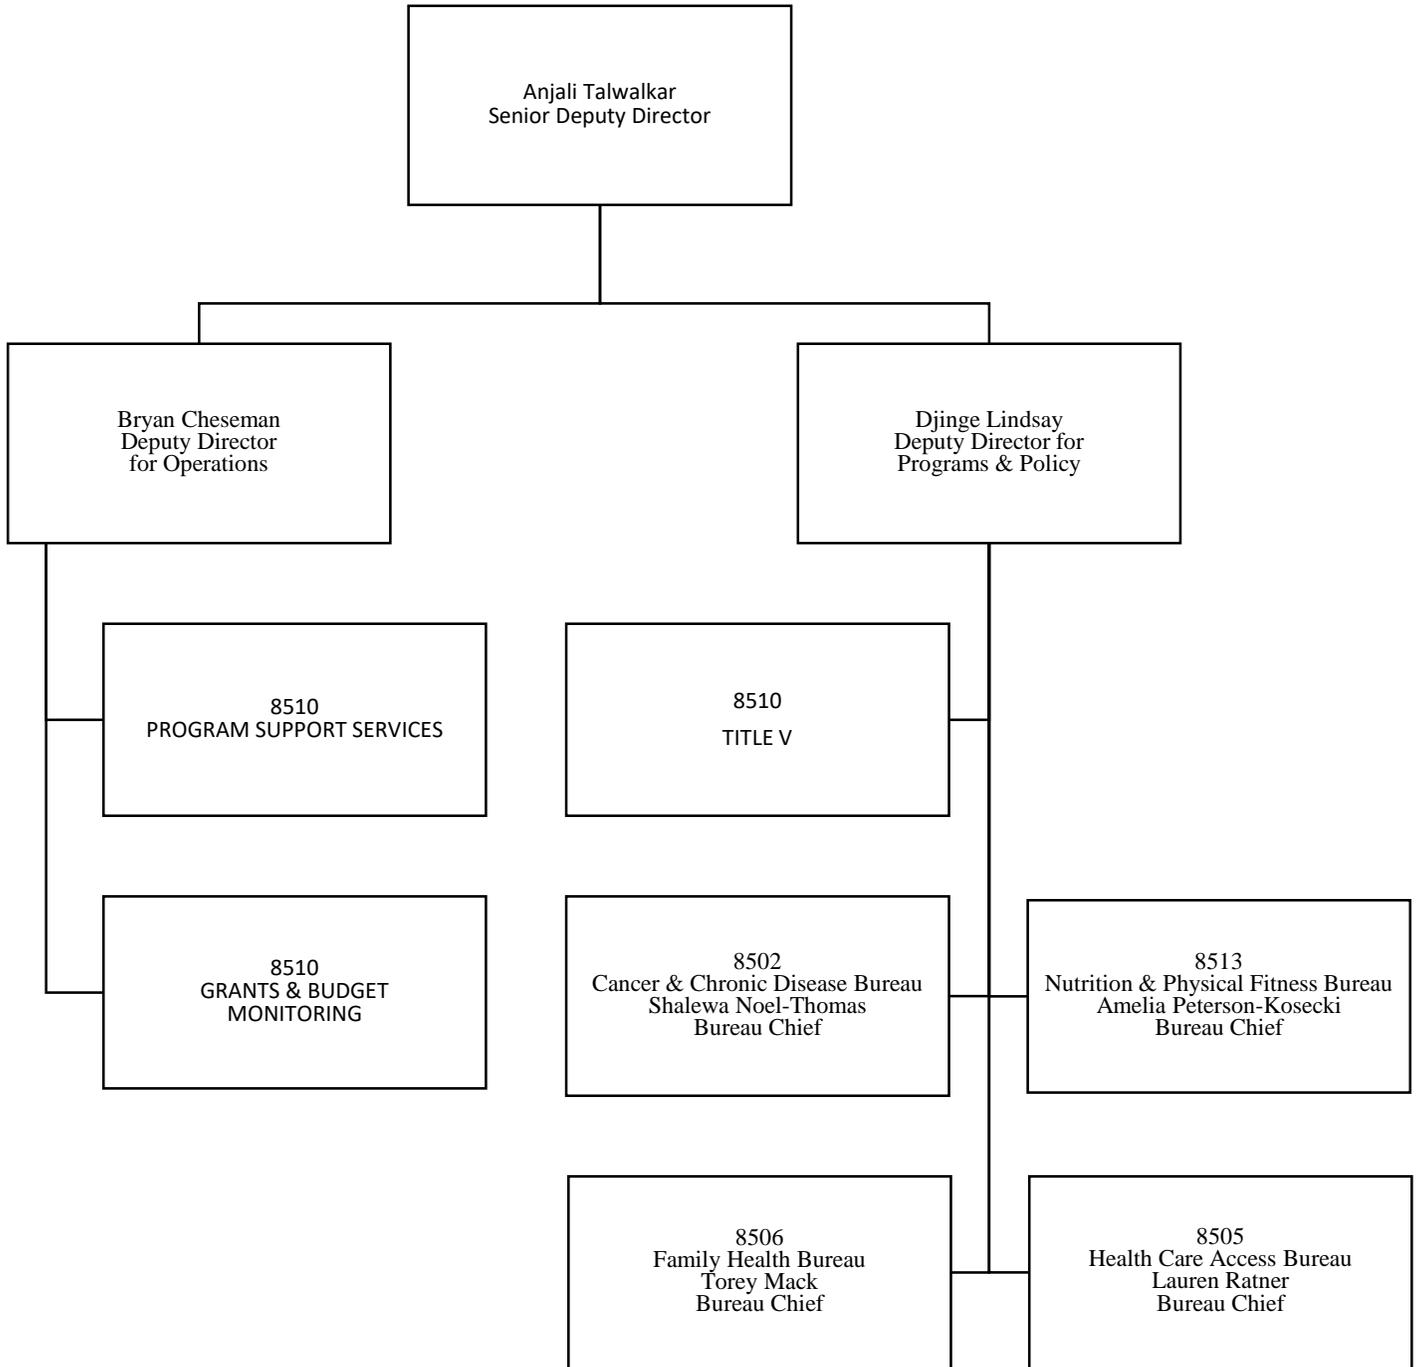 Anjali Talwalkar
Senior Deputy Director
Bryan Cheseman
Deputy Director
for Operations
Djinge Lindsay
Deputy Director for
Programs & Policy
8510
PROGRAM SUPPORT SERVICES
8510
TITLE V
8510
GRANTS & BUDGET
MONITORING
8502
Cancer & Chronic Disease Bureau
Shalewa Noel-Thomas
Bureau Chief
8513
Nutrition & Physical Fitness Bureau
Amelia Peterson-Kosecki
Bureau Chief
8506
Family Health Bureau
Torey Mack
Bureau Chief
8505
Health Care Access Bureau
Lauren Ratner
Bureau Chief